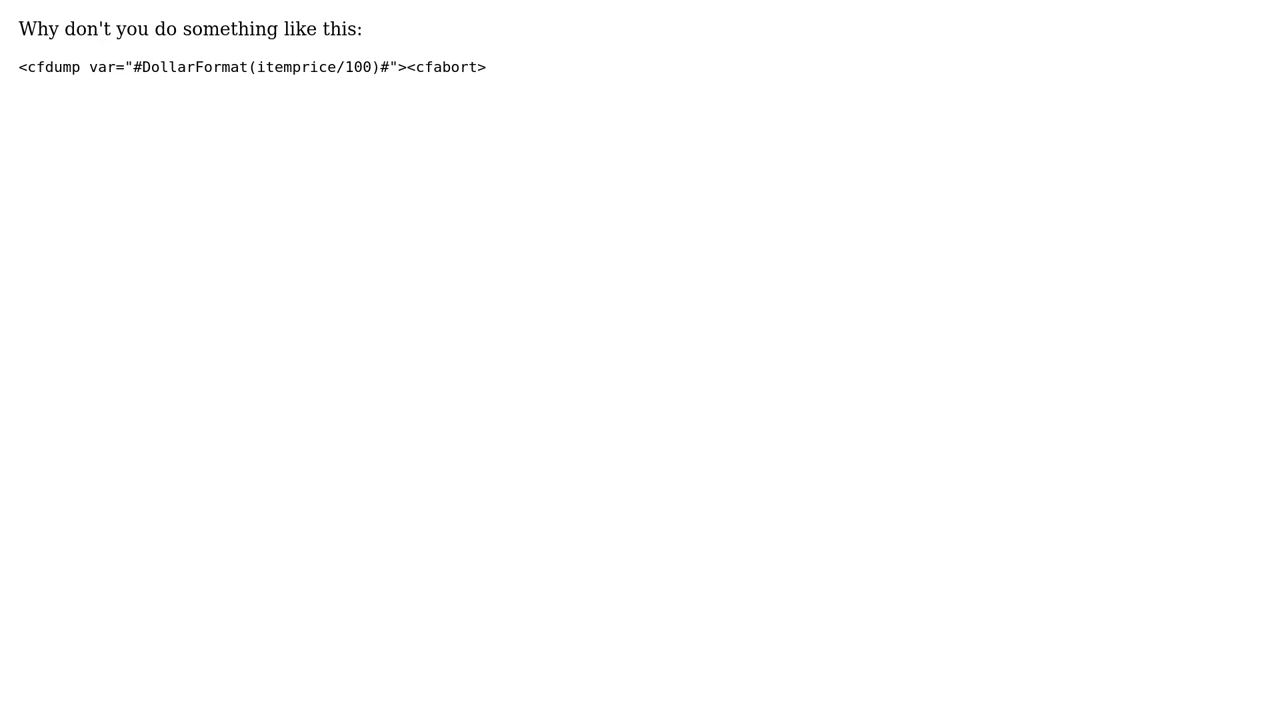 Why don't you do something like this:
<cfdump var="#DollarFormat(itemprice/100)#"><cfabort>